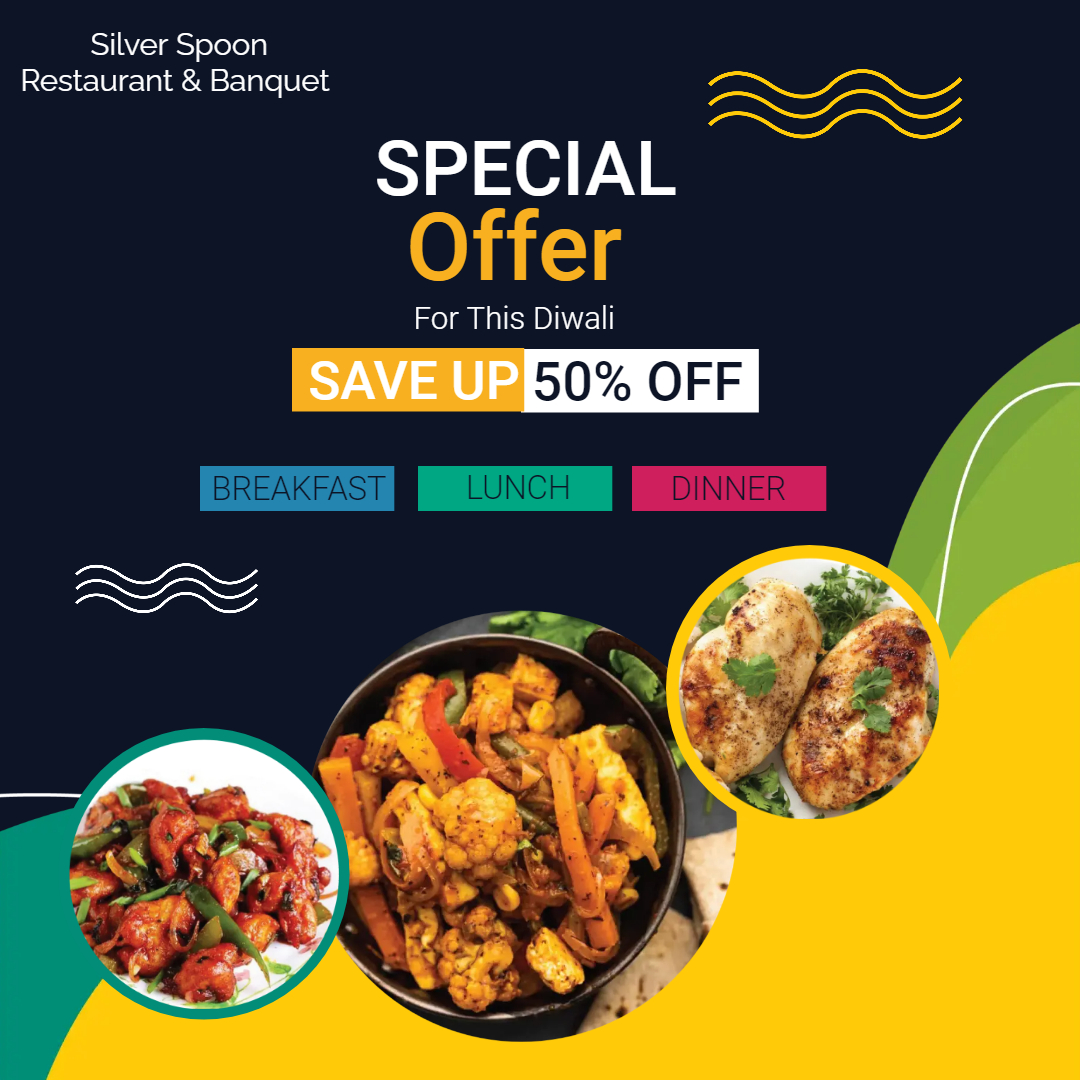 Silver Spoon
Restaurant & Banquet
SPECIAL
Offer
For This Diwali
SAVE UP 50% OFF
BREAKFAST LUNCH DINNER